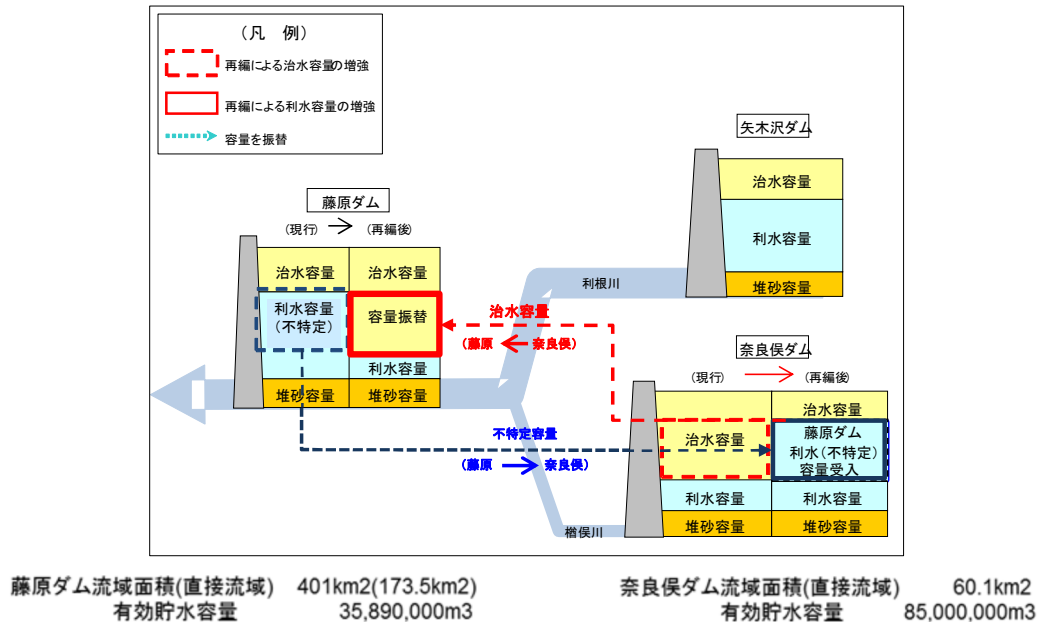 (凡　例)
再編による治水容量の増強
再編による利水容量の増強
容量を振替
矢木沢ダム
治水容量
利水容量
堆砂容量
藤原ダム
(現行) → (再編後)
治水容量 治水容量
利水容量
(不特定)
容量振替
利水容量
堆砂容量 堆砂容量
利根川
治水容量
(藤原 ← 奈良俣)
不特定容量
(藤原 → 奈良俣)
楢俣川
奈良俣ダム
(現行) → (再編後)
治水容量
治水容量
藤原ダム
利水(不特定)
容量受入
利水容量 利水容量
堆砂容量 堆砂容量
藤原ダム流域面積(直接流域) 401km2(173.5km2)
有効貯水容量 35,890,000m3
奈良俣ダム流域面積(直接流域) 60.1km2
有効貯水容量 85,000,000m3